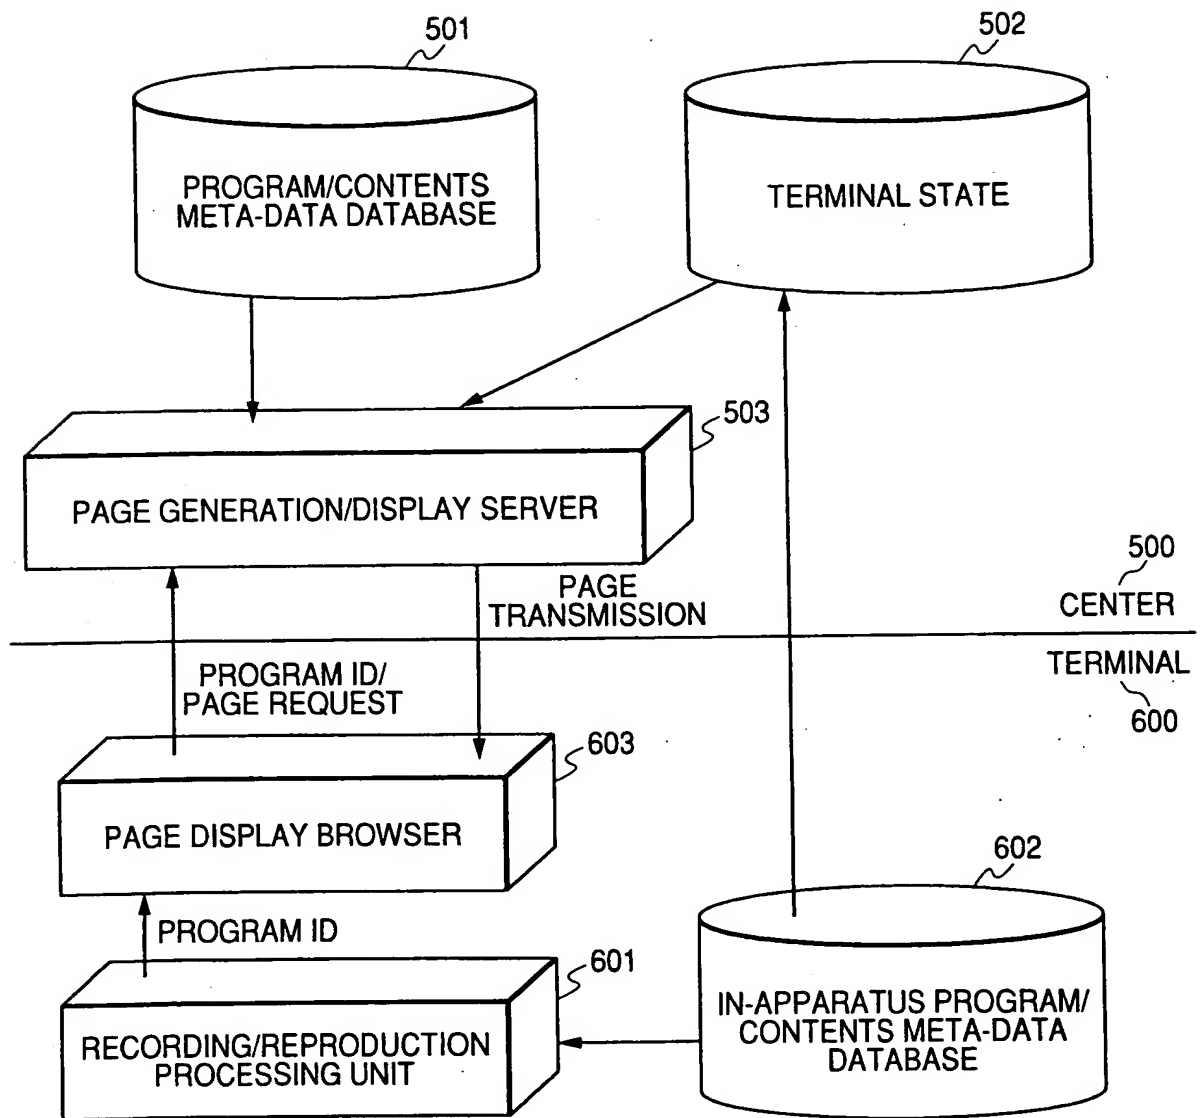 501
502
PROGRAM/CONTENTS
META-DATA DATABASE
TERMINAL STATE
503
PAGE GENERATION/DISPLAY SERVER
PAGE
TRANSMISSION
500
CENTER
PROGRAM ID/
PAGE REQUEST
TERMINAL
600
603
PAGE DISPLAY BROWSER
602
PROGRAM ID
601
RECORDING/REPRODUCTION
PROCESSING UNIT
IN-APPARATUS PROGRAM/
CONTENTS META-DATA
DATABASE